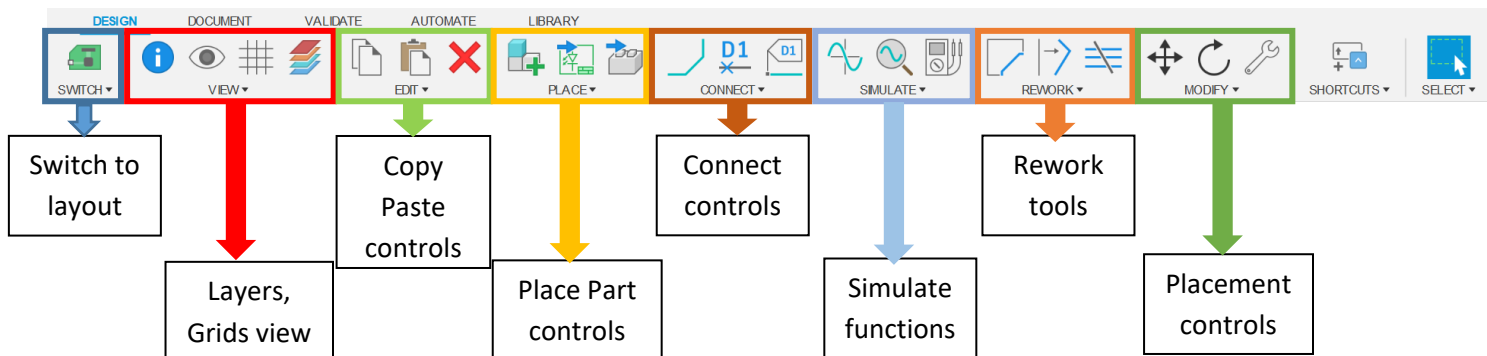 DESIGN DOCUMENT VALIDATE AUTOMATE LIBRARY
D1 D1
SWITCH ▾ VIEW ▾ EDIT ▾ PLACE ▾ CONNECT ▾ SIMULATE ▾ REWORK ▾ MODIFY ▾ SHORTCUTS ▾ SELECT ▾
Switch to
layout
Layers,
Grids view
Copy
Paste
controls
Place Part
controls
Connect
controls
Simulate
functions
Rework
tools
Placement
controls